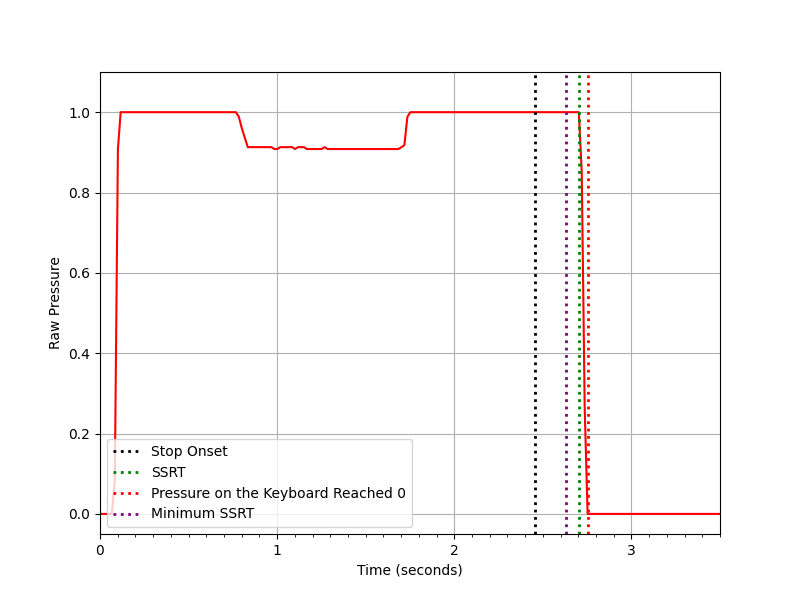 1.0
0.8
0.6
0.4
0.2
0.0
Raw Pressure
Stop Onset
SSRT
Pressure on the Keyboard Reached 0
Minimum SSRT
0 1 2 3
Time (seconds)